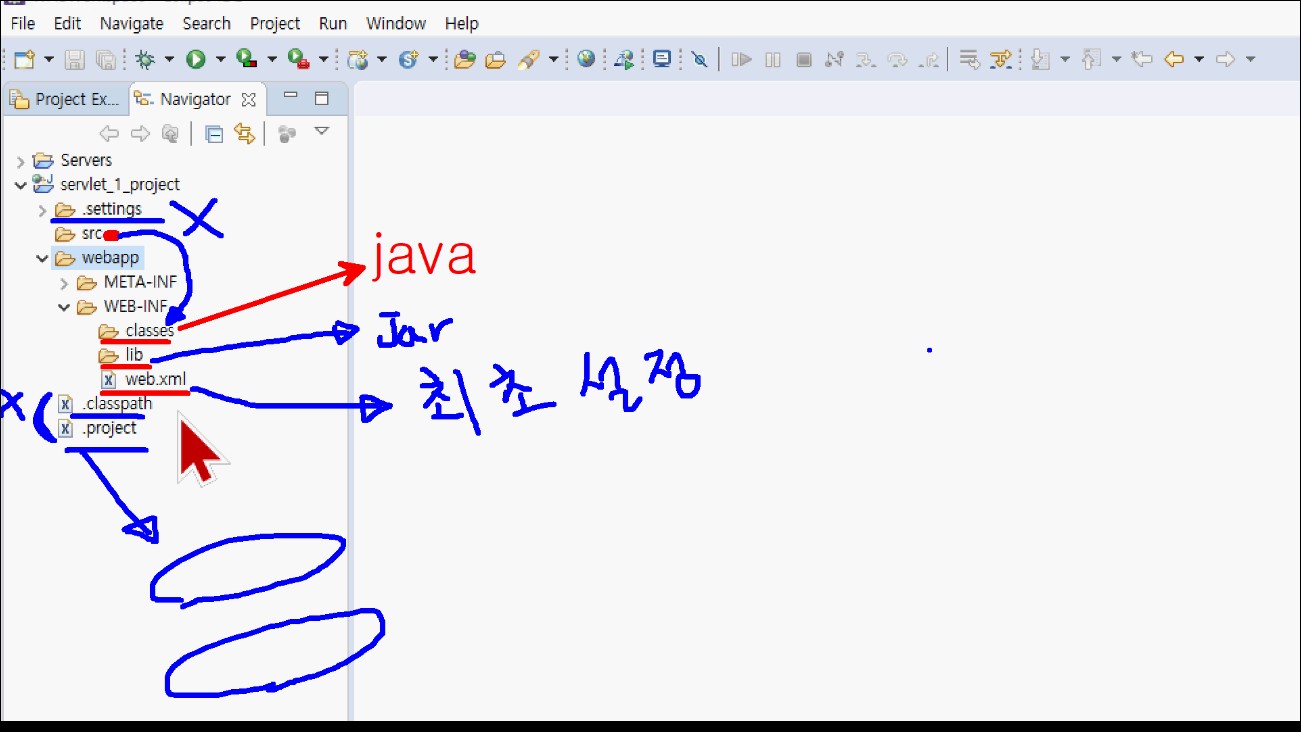 File Edit Navigate Search Project Run Window Help
Project Ex... Navigator
Servers
servlet_1_project
.settings X
src
webapp
java
META-INF
WEB-INF
classes
Jar
lib
web.xml
최초 설정
X .classpath
.project